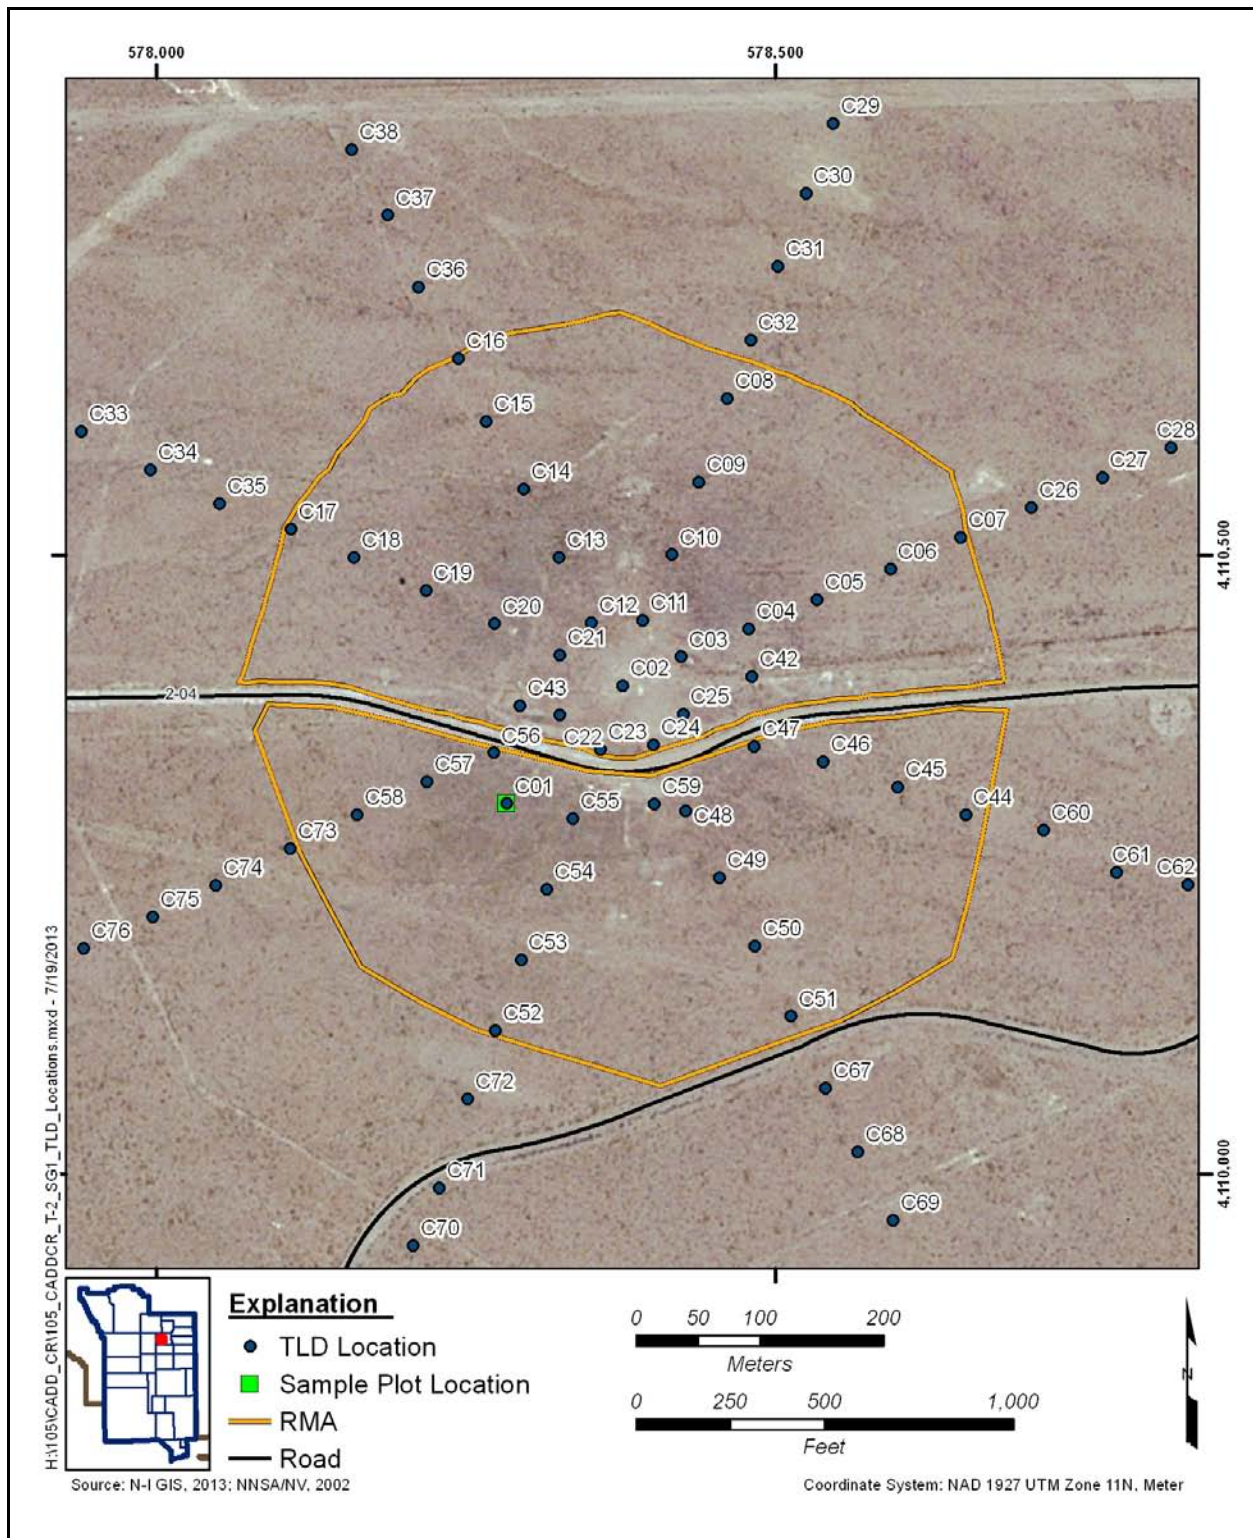 578,000
578,500
C29
C38
C30
C37
C31
C36
C32
C16
C08
C15
C33
C28
C34
C09
C27
C14
C35
C26
C17
C07
C18
C13
C10
4,110,500
C06
C19
C05
C20
C12
C11
C04
C21
C03
C42
C02
2-04
C43
C25
C56
C22
C23
C24
C47
C46
C57
C45
C01
C55
C59
C58
C48
C44
C60
C73
C49
C61
C62
C74
C54
C75
C50
C76
C53
C51
C52
C67
C72
C68
C71
4,110,000
C69
C70
H:\105\CADD_CR\105_CADDCR_T-2_SG1_TLD_Locations.mxd - 7/19/2013
Explanation
TLD Location
Sample Plot Location
RMA
Road
0 50 100 200
Meters
0 250 500 1,000
Feet
N
Source: N-I GIS, 2013; NNSA/NV, 2002
Coordinate System: NAD 1927 UTM Zone 11N, Meter